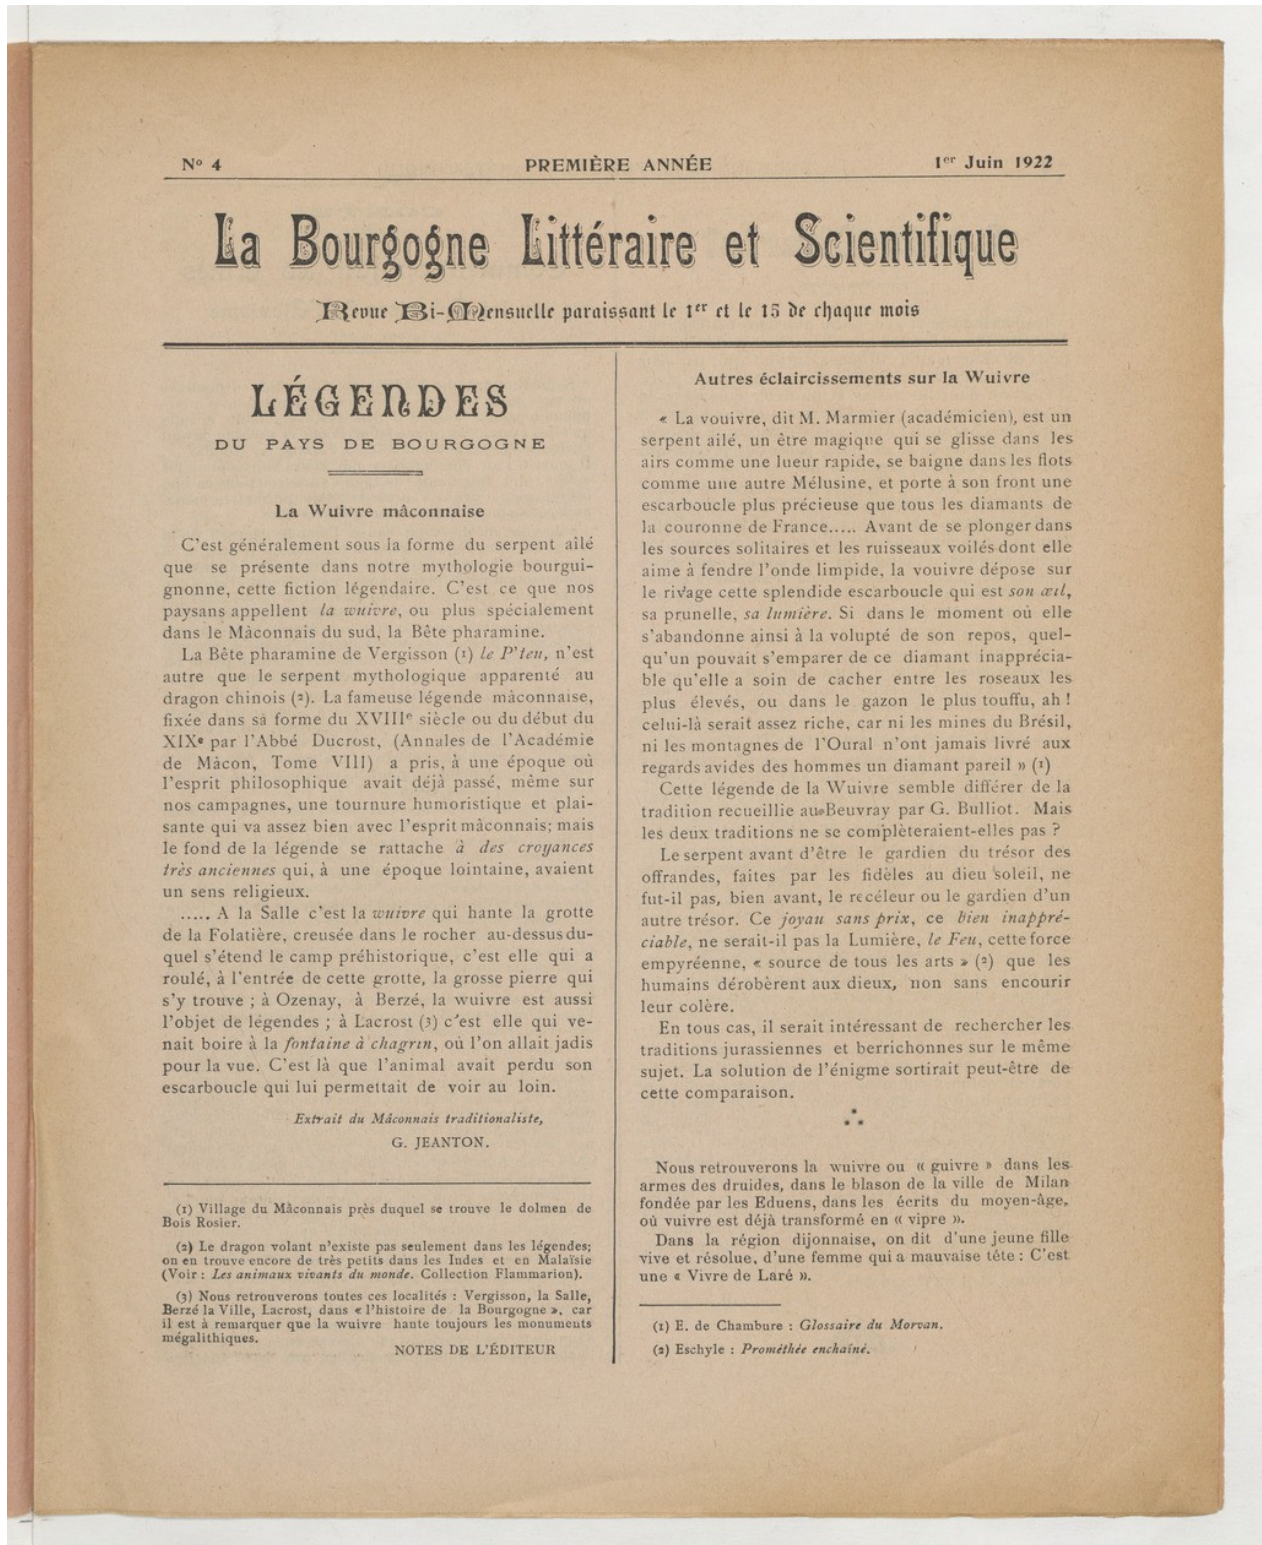 Nº 4
PREMIÈRE ANNÉE
1er Juin 1922
La Bourgogne Littéraire et Scientifique
Revue Bi-Mensuelle paraissant le 1er et le 15 de chaque mois
LÉGENDES
DU PAYS DE BOURGOGNE
La Wuivre mâconnaise
C'est généralement sous la forme du serpent ailé
que se présente dans notre mythologie bourgui-
gnonne, cette fiction légendaire. C'est ce que nos
paysans appellent la wuivre, ou plus spécialement
dans le Mâconnais du sud, la Bête pharamine.
La Bête pharamine de Vergisson (1) le P'teu, n'est
autre que le serpent mythologique apparenté au
dragon chinois (2). La fameuse légende mâconnaise,
fixée dans sa forme du XVIIIe siècle ou du début du
XIXe par l'Abbé Ducrost, (Annales de l'Académie
de Mâcon, Tome VIII) a pris, à une époque où
l'esprit philosophique avait déjà passé, même sur
nos campagnes, une tournure humoristique et plai-
sante qui va assez bien avec l'esprit mâconnais; mais
le fond de la légende se rattache à des croyances
très anciennes qui, à une époque lointaine, avaient
un sens religieux.
..... A la Salle c'est la wuivre qui hante la grotte
de la Folatière, creusée dans le rocher au-dessus du-
quel s'étend le camp préhistorique, c'est elle qui a
roulé, à l'entrée de cette grotte, la grosse pierre qui
s'y trouve ; à Ozenay, à Berzé, la wuivre est aussi
l'objet de légendes ; à Lacrost (3) c'est elle qui ve-
nait boire à la fontaine à chagrin, où l'on allait jadis
pour la vue. C'est là que l'animal avait perdu son
escarboucle qui lui permettait de voir au loin.
Extrait du Mâconnais traditionaliste,
G. JEANTON.
(1) Village du Mâconnais près duquel se trouve le dolmen de
Bois Rosier.
(2) Le dragon volant n'existe pas seulement dans les légendes;
on en trouve encore de très petits dans les Indes et en Malaïsie
(Voir : Les animaux vivants du monde. Collection Flammarion).
(3) Nous retrouverons toutes ces localités : Vergisson, la Salle,
Berzé la Ville, Lacrost, dans « l'histoire de la Bourgogne », car
il est à remarquer que la wuivre hante toujours les monuments
mégalithiques.
NOTES DE L'ÉDITEUR
Autres éclaircissements sur la Wuivre
« La vouivre, dit M. Marmier (académicien), est un
serpent ailé, un être magique qui se glisse dans les
airs comme une lueur rapide, se baigne dans les flots
comme une autre Mélusine, et porte à son front une
escarboucle plus précieuse que tous les diamants de
la couronne de France..... Avant de se plonger dans
les sources solitaires et les ruisseaux voilés dont elle
aime à fendre l'onde limpide, la vouivre dépose sur
le rivage cette splendide escarboucle qui est son œil,
sa prunelle, sa lumière. Si dans le moment où elle
s'abandonne ainsi à la volupté de son repos, quel-
qu'un pouvait s'emparer de ce diamant inapprécia-
ble qu'elle a soin de cacher entre les roseaux les
plus élevés, ou dans le gazon le plus touffu, ah !
celui-là serait assez riche, car ni les mines du Brésil,
ni les montagnes de l'Oural n'ont jamais livré aux
regards avides des hommes un diamant pareil » (1)
Cette légende de la Wuivre semble différer de la
tradition recueillie au Beuvray par G. Bulliot. Mais
les deux traditions ne se complèteraient-elles pas ?
Le serpent avant d'être le gardien du trésor des
offrandes, faites par les fidèles au dieu soleil, ne
fut-il pas, bien avant, le recéleur ou le gardien d'un
autre trésor. Ce joyau sans prix, ce bien inappré-
ciable, ne serait-il pas la Lumière, le Feu, cette force
empyréenne, « source de tous les arts » (2) que les
humains dérobèrent aux dieux, non sans encourir
leur colère.
En tous cas, il serait intéressant de rechercher les
traditions jurassiennes et berrichonnes sur le même
sujet. La solution de l'énigme sortirait peut-être de
cette comparaison.
Nous retrouverons la wuivre ou « guivre » dans les
armes des druides, dans le blason de la ville de Milan
fondée par les Eduens, dans les écrits du moyen-âge,
où vuivre est déjà transformé en « vipre ».
Dans la région dijonnaise, on dit d'une jeune fille
vive et résolue, d'une femme qui a mauvaise tête : C'est
une « Vivre de Laré ».
(1) E. de Chambure : Glossaire du Morvan.
(2) Eschyle : Prométhée enchaîné.